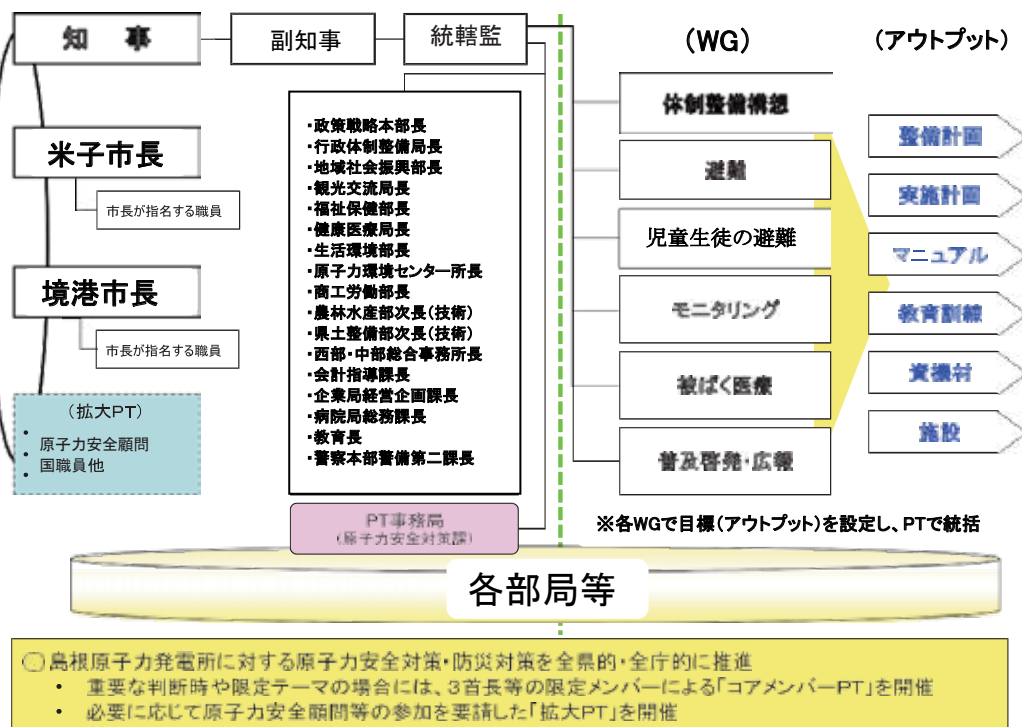 知　事
副知事
統轄監
米子市長
市長が指名する職員
境港市長
市長が指名する職員
（拡大PT）
・
・ 原子力安全顧問
・ 国職員他
・政策戦略本部長
・行政体制整備局長
・地域社会振興部長
・観光交流局長
・福祉保健部長
・健康医療局長
・生活環境部長
・原子力環境センター所長
・商工労働部長
・農林水産部次長（技術）
・県土整備部次長（技術）
・西部・中部総合事務所長
・会計指導課長
・企業局経営企画課長
・病院局総務課長
・教育長
・警察本部警備第二課長
PT事務局
（原子力安全対策課）
（WG）
体制整備構想
避難
児童生徒の避難
モニタリング
被ばく医療
普及啓発・広報
（アウトプット）
整備計画
実施計画
マニュアル
教育訓練
資機材
施設
※各WGで目標（アウトプット）を設定し、PTで統括
各部局等
○島根原子力発電所に対する原子力安全対策・防災対策を全県的・全庁的に推進
・ 重要な判断時や限定テーマの場合には、３首長等の限定メンバーによる「コアメンバーPT」を開催
・ 必要に応じて原子力安全顧問等の参加を要請した「拡大PT」を開催